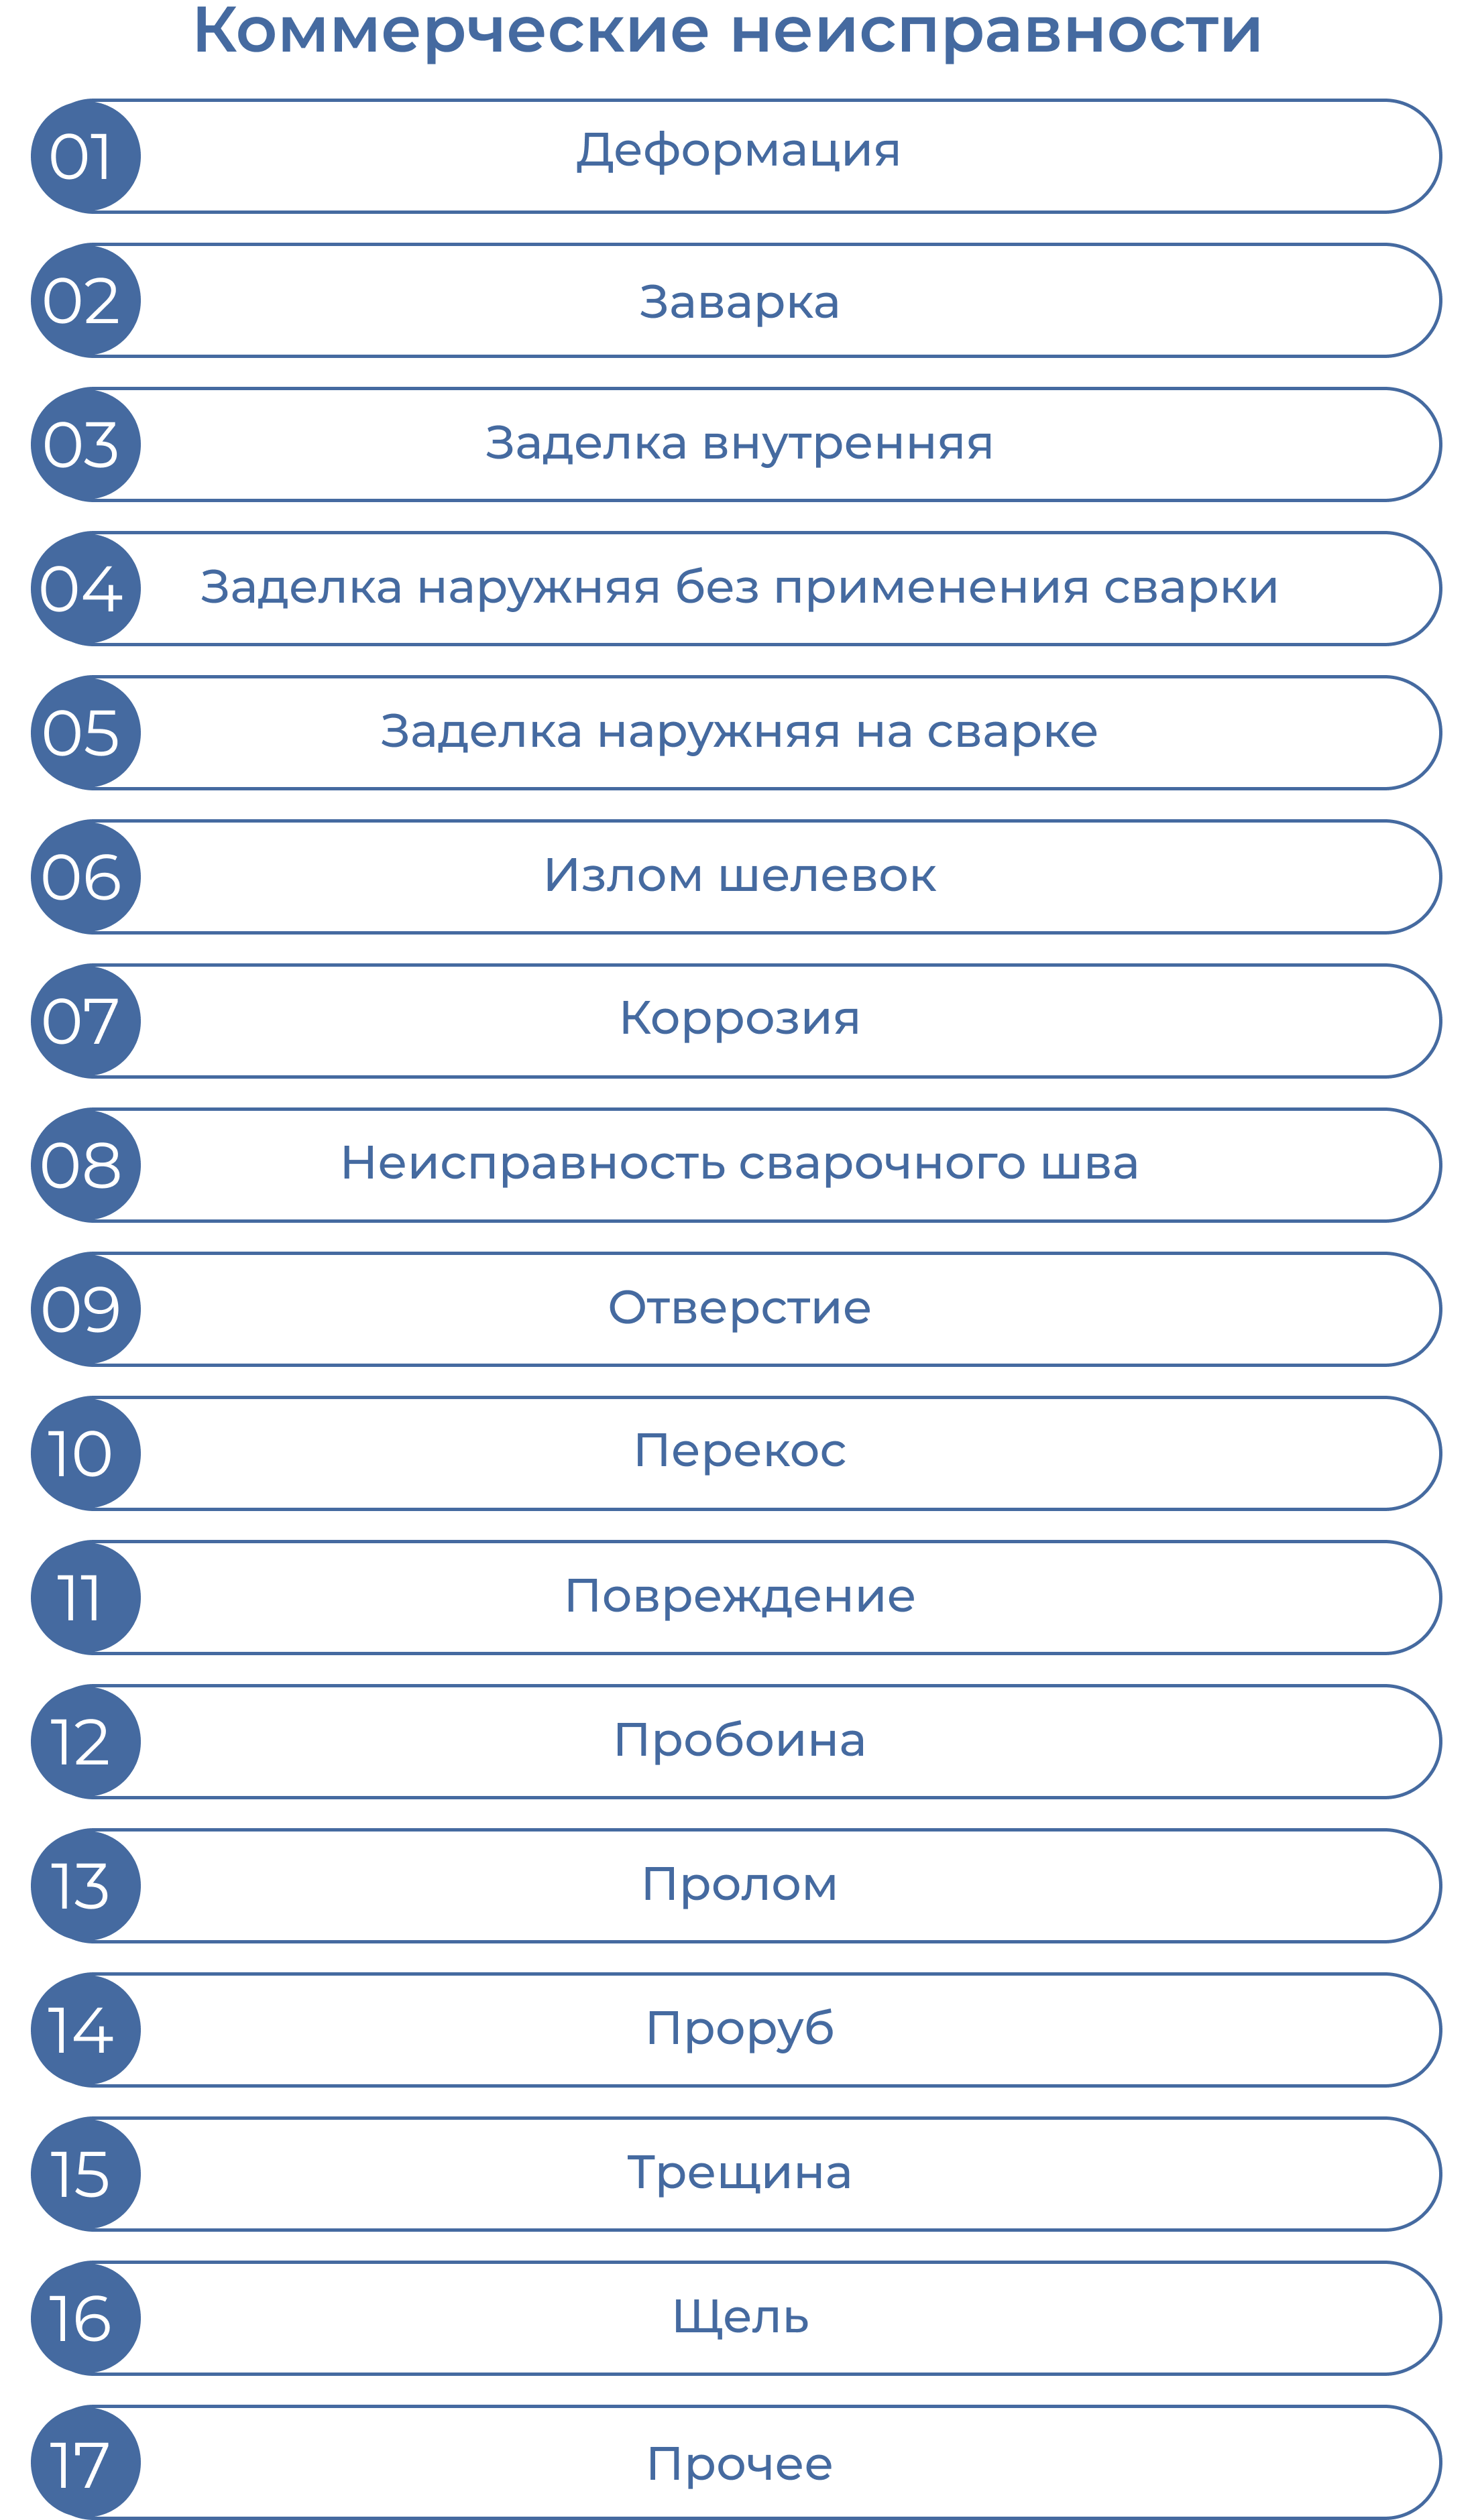 Коммерческие неисправности
01 Деформация
02 Заварка
03 Заделка внутренняя
04 Заделка наружняя без применения сварки
05 Заделка наружняя на сварке
06 Излом шелевок
07 Коррозия
08 Неисправность сварочного шва
09 Отверстие
10 Перекос
11 Повреждение
12 Пробоина
13 Пролом
14 Проруб
15 Трещина
16 Щель
17 Прочее